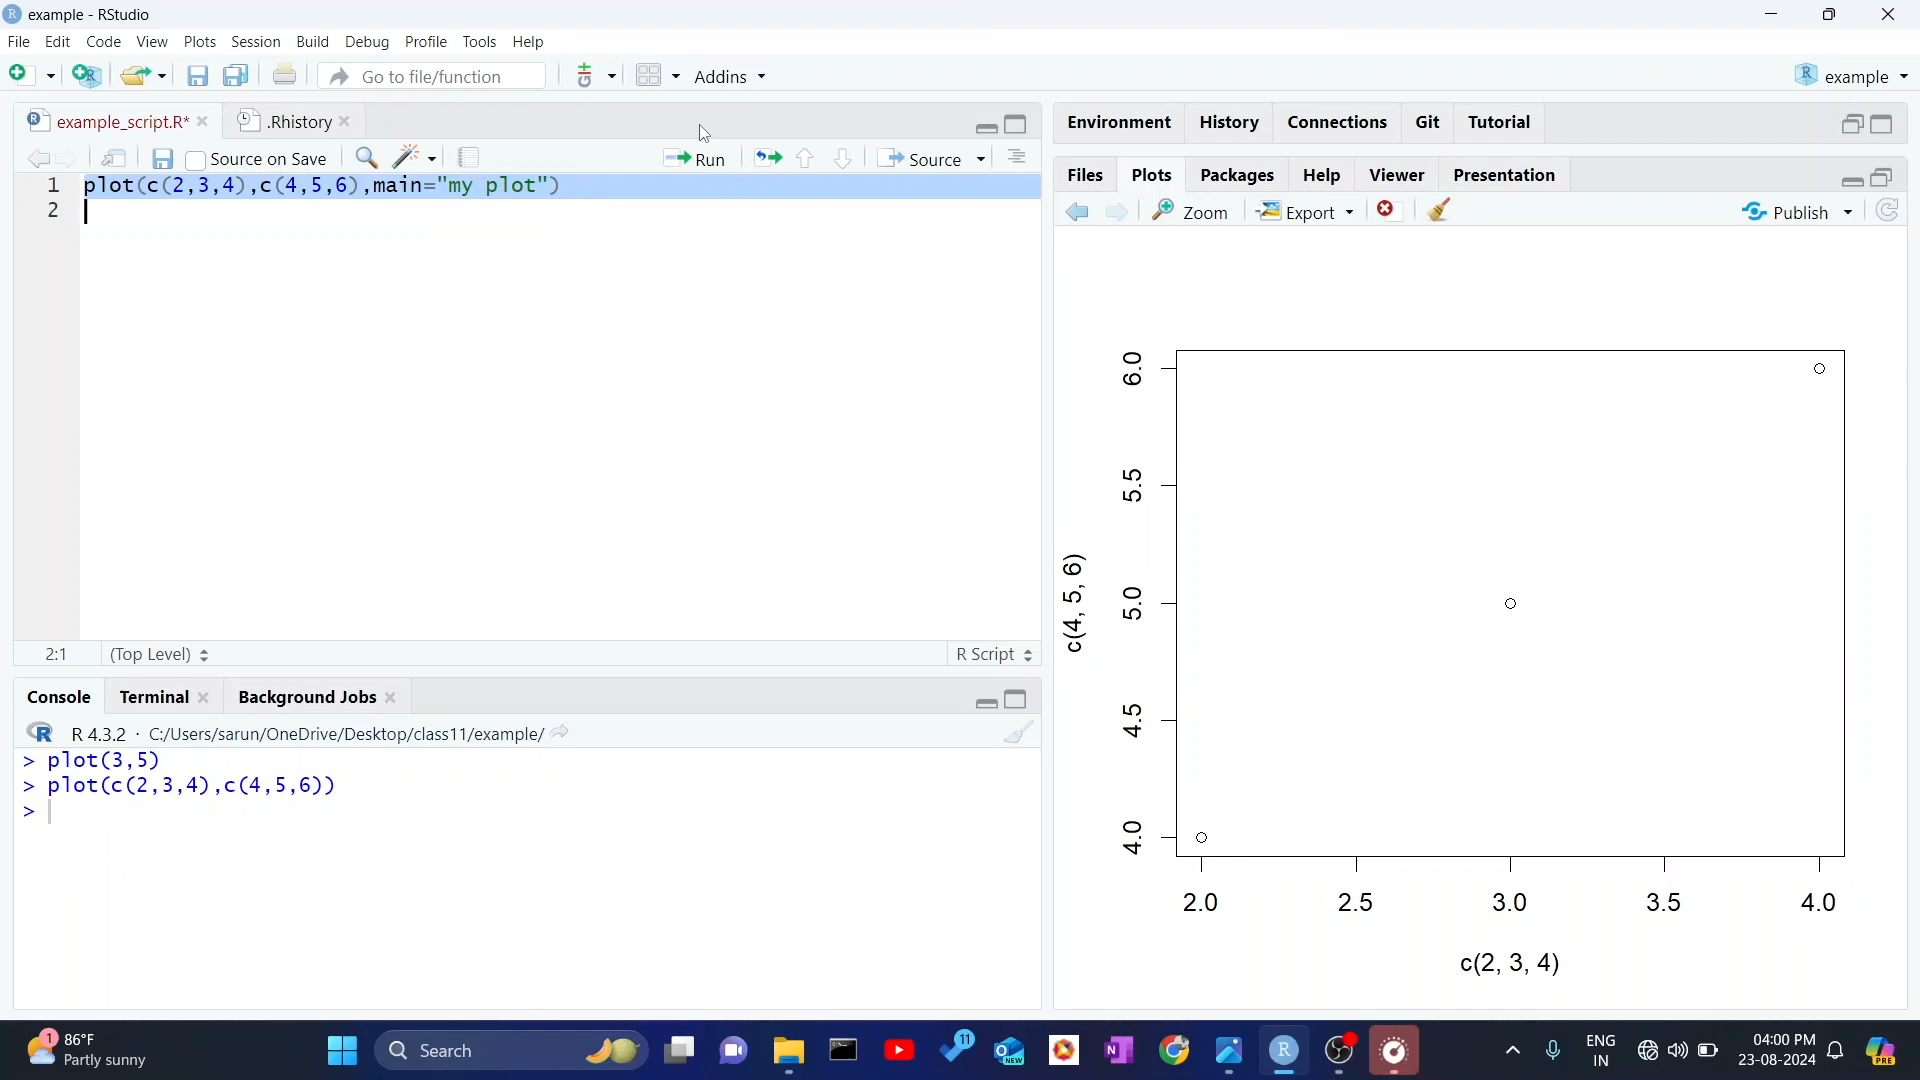 example - RStudio
File Edit Code View Plots Session Build Debug Profile Tools Help
Go to file/function
Addins
example
example_script.R*
.Rhistory
Source on Save
Run
Source
1 plot(c(2,3,4),c(4,5,6),main="my plot")
2
2:1
(Top Level)
R Script
Console
Terminal
Background Jobs
R 4.3.2 · C:/Users/sarun/OneDrive/Desktop/class11/example/
> plot(3,5)
> plot(c(2,3,4),c(4,5,6))
>
Environment History Connections Git Tutorial
Files Plots Packages Help Viewer Presentation
Zoom
Export
Publish
6.0
5.5
5.0
4.5
4.0
c(4, 5, 6)
2.0 2.5 3.0 3.5 4.0
c(2, 3, 4)
1
86°F
Partly sunny
Search
11
NEW
ENG
IN
04:00 PM
23-08-2024
PRE